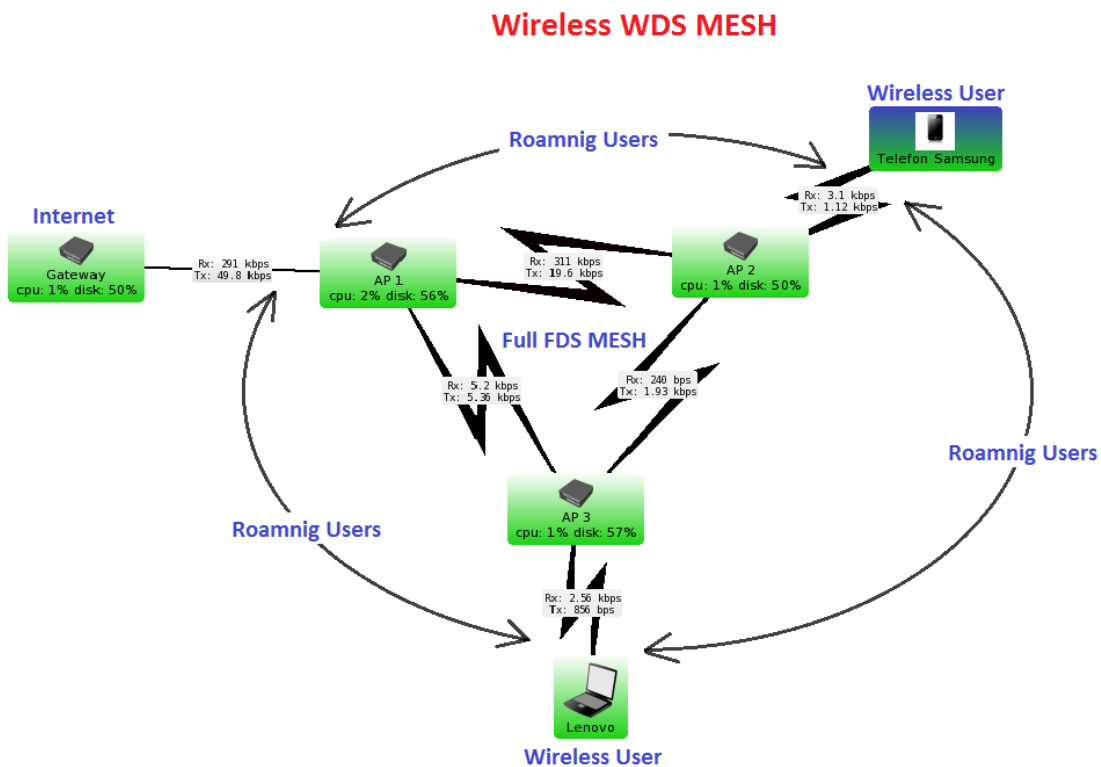 Wireless WDS MESH
Wireless User
Telefon Samsung
Roamnig Users
Rx: 3.1 kbps
Tx: 1.12 kbps
Internet
Gateway
cpu: 1% disk: 50%
Rx: 291 kbps
Tx: 49.8 kbps
AP 1
cpu: 2% disk: 56%
Rx: 311 kbps
Tx: 19.6 kbps
AP 2
cpu: 1% disk: 50%
Full FDS MESH
Rx: 5.2 kbps
Tx: 5.36 kbps
Rx: 240 bps
Tx: 1.93 kbps
Roamnig Users
Roamnig Users
AP 3
cpu: 1% disk: 57%
Rx: 2.56 kbps
Tx: 856 bps
Lenovo
Wireless User